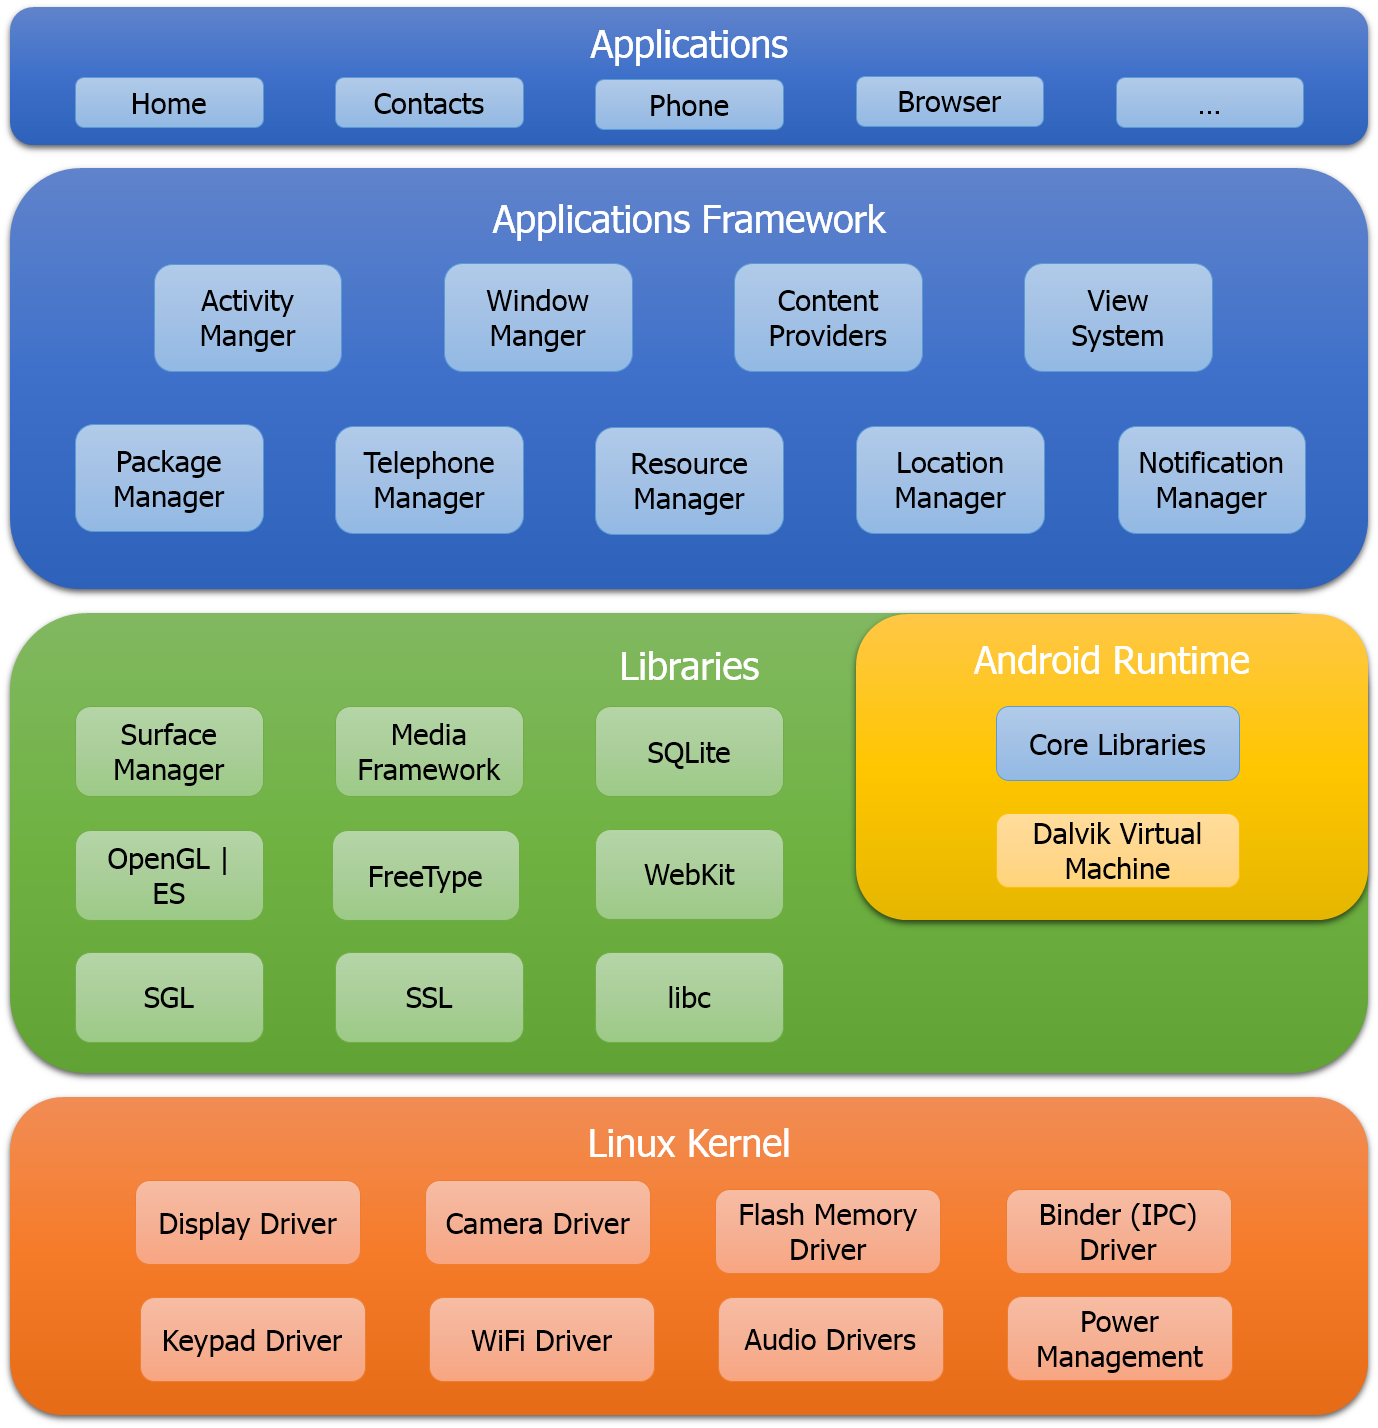 Applications
Home
Contacts
Phone
Browser
...
Applications Framework
Activity
Manger
Window
Manger
Content
Providers
View
System
Package
Manager
Telephone
Manager
Resource
Manager
Location
Manager
Notification
Manager
Libraries
Surface
Manager
Media
Framework
SQLite
OpenGL |
ES
FreeType
WebKit
SGL
SSL
libc
Android Runtime
Core Libraries
Dalvik Virtual
Machine
Linux Kernel
Display Driver
Camera Driver
Flash Memory
Driver
Binder (IPC)
Driver
Keypad Driver
WiFi Driver
Audio Drivers
Power
Management